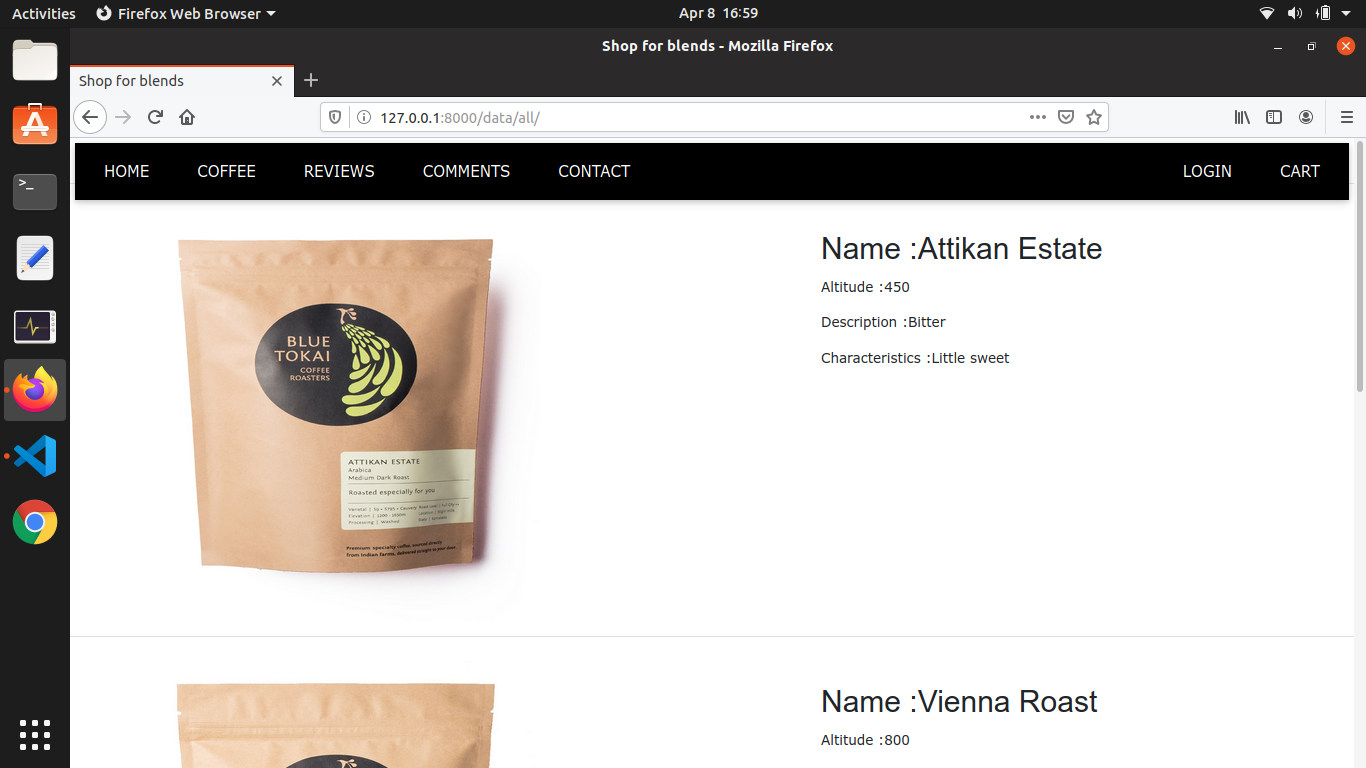 Activities Firefox Web Browser Apr 8 16:59
Shop for blends - Mozilla Firefox
Shop for blends
127.0.0.1:8000/data/all/
HOME COFFEE REVIEWS COMMENTS CONTACT LOGIN CART
BLUE
TOKAI
COFFEE
ROASTERS
ATTIKAN ESTATE
Arabica
Medium Dark Roast
Roasted especially for you
Premium specialty coffee, sourced directly
from Indian farms, delivered straight to your door.
Name :Attikan Estate
Altitude :450
Description :Bitter
Characteristics :Little sweet
Name :Vienna Roast
Altitude :800